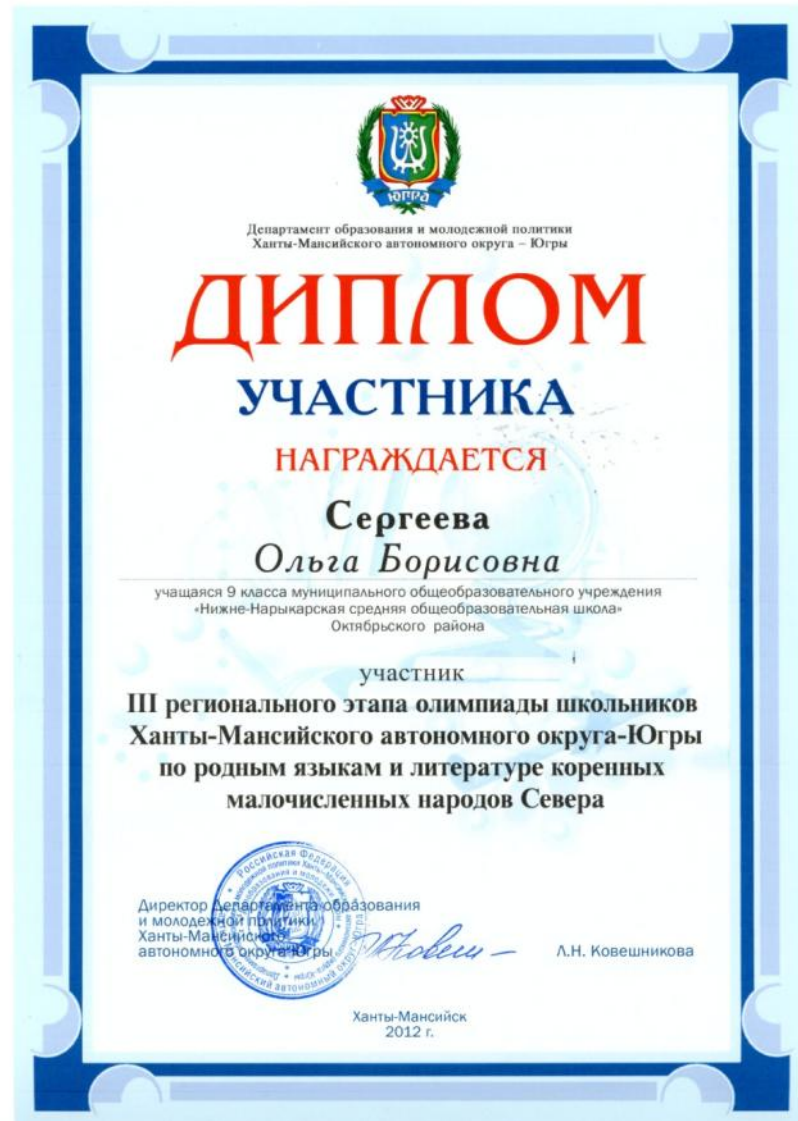 ЮГРА
Департамент образования и молодежной политики
Ханты-Мансийского автономного округа – Югры
ДИПЛОМ
УЧАСТНИКА
НАГРАЖДАЕТСЯ
Сергеева
Ольга Борисовна
учащаяся 9 класса муниципального общеобразовательного учреждения
«Нижне-Нарыкарская средняя общеобразовательная школа»
Октябрьского района
участник
III регионального этапа олимпиады школьников
Ханты-Мансийского автономного округа-Югры
по родным языкам и литературе коренных
малочисленных народов Севера
Российская Федерация
Директор Департамента образования
и молодежной политики
Ханты-Мансийского
автономного округа-Югры
Л.Н. Ковешникова
Ханты-Мансийск
2012 г.